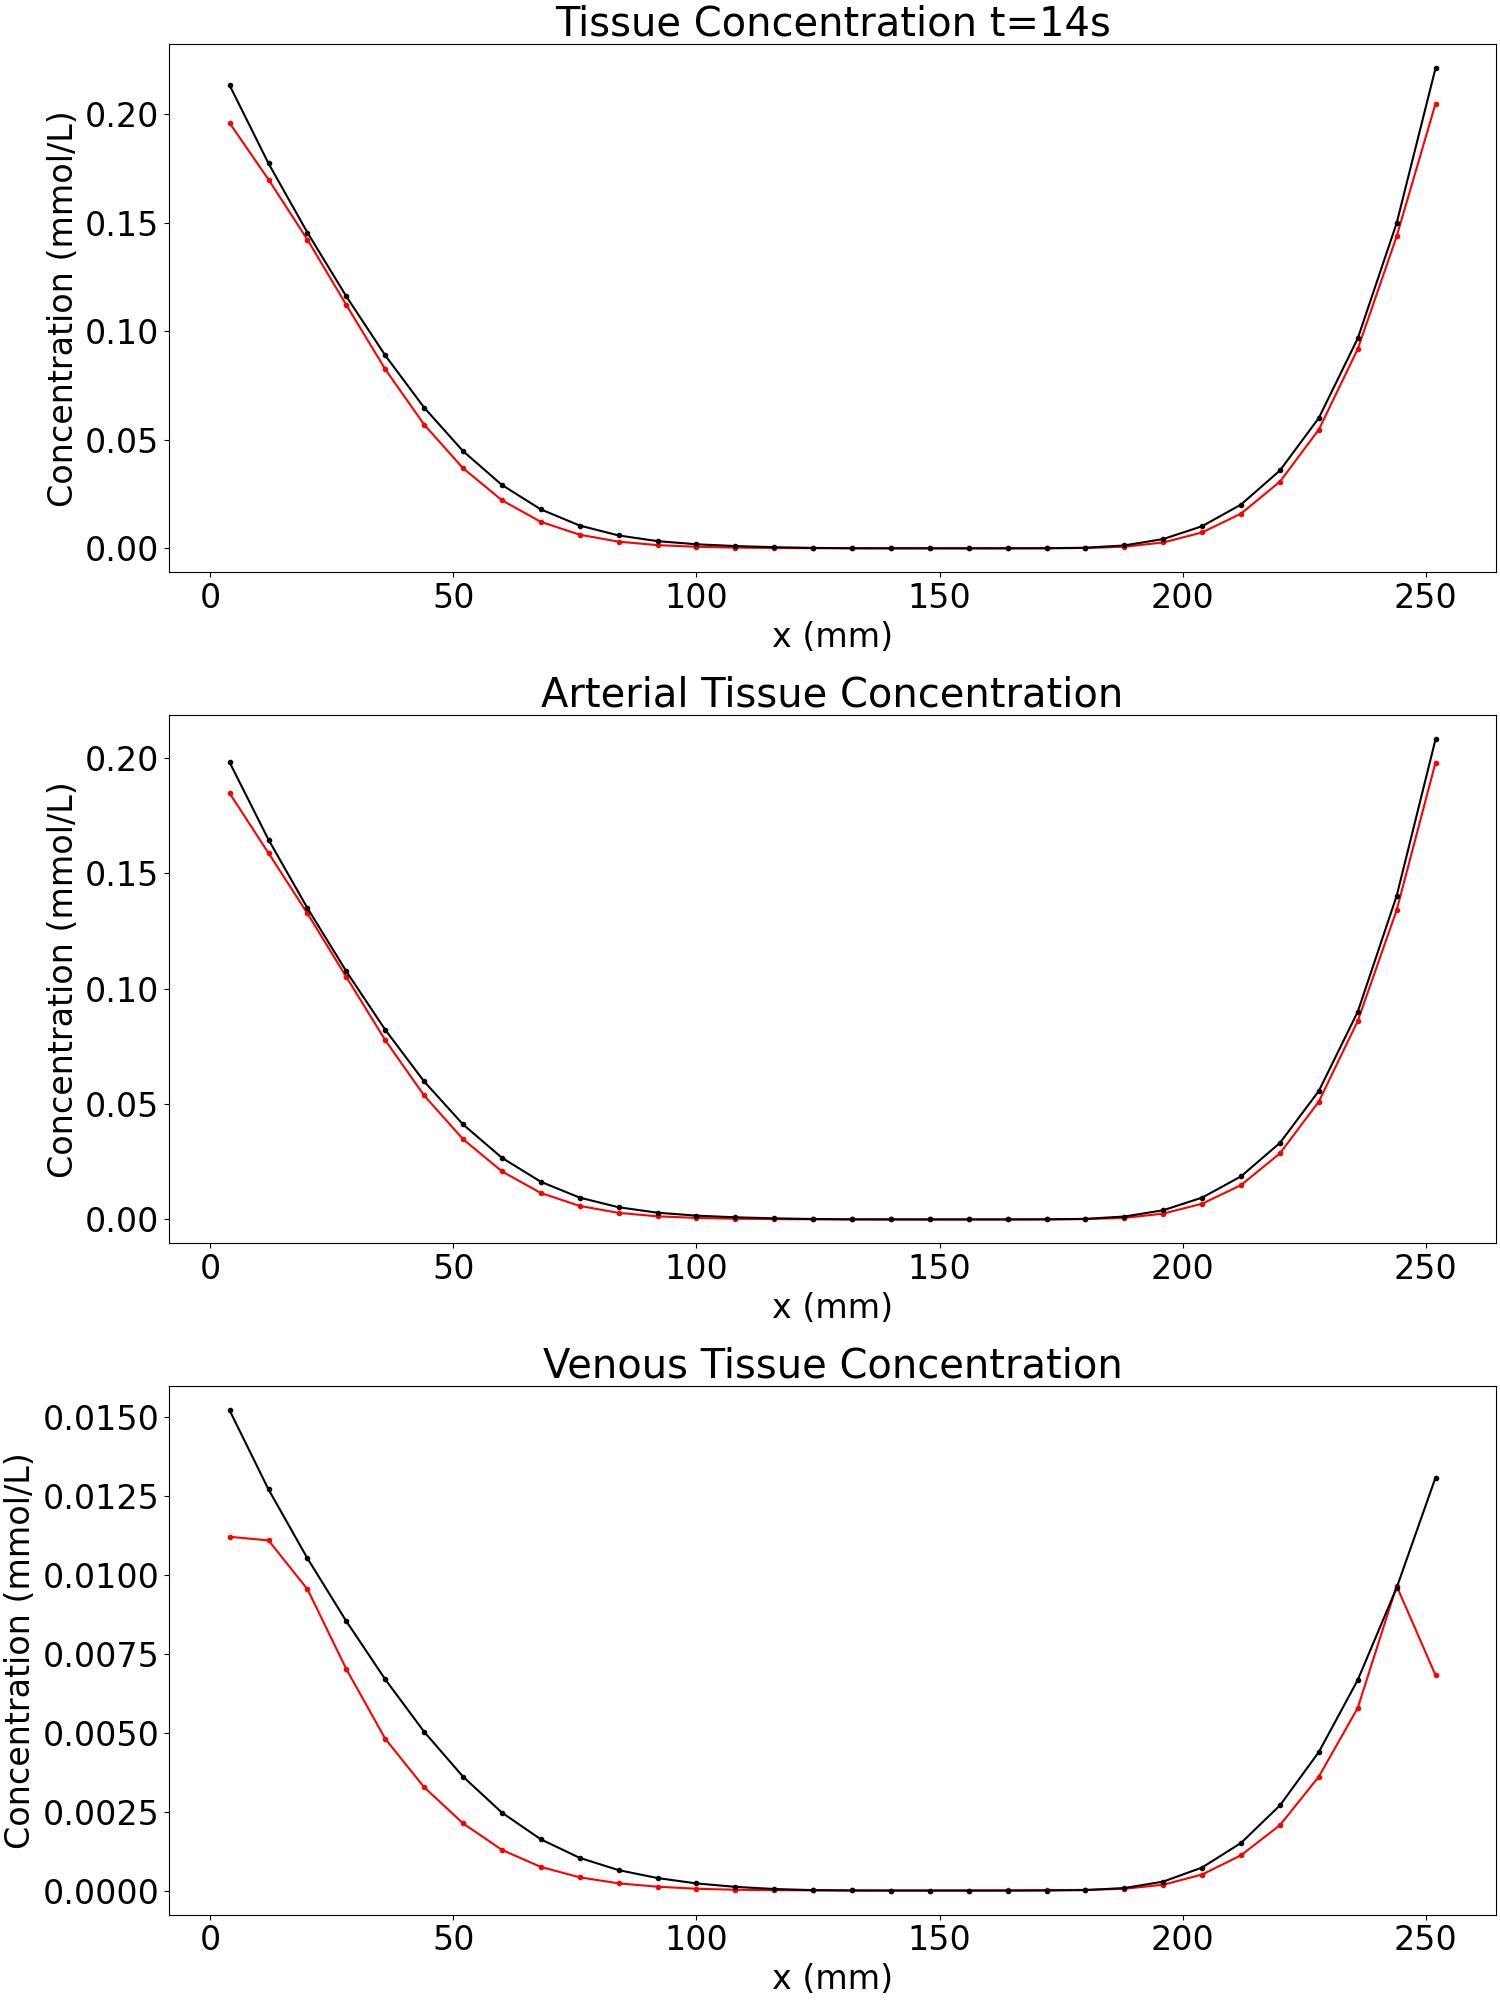 Tissue Concentration t=14s
Concentration (mmol/L)
0.20
0.15
0.10
0.05
0.00
0 50 100 150 200 250
x (mm)
Arterial Tissue Concentration
Concentration (mmol/L)
0.20
0.15
0.10
0.05
0.00
0 50 100 150 200 250
x (mm)
Venous Tissue Concentration
Concentration (mmol/L)
0.0150
0.0125
0.0100
0.0075
0.0050
0.0025
0.0000
0 50 100 150 200 250
x (mm)